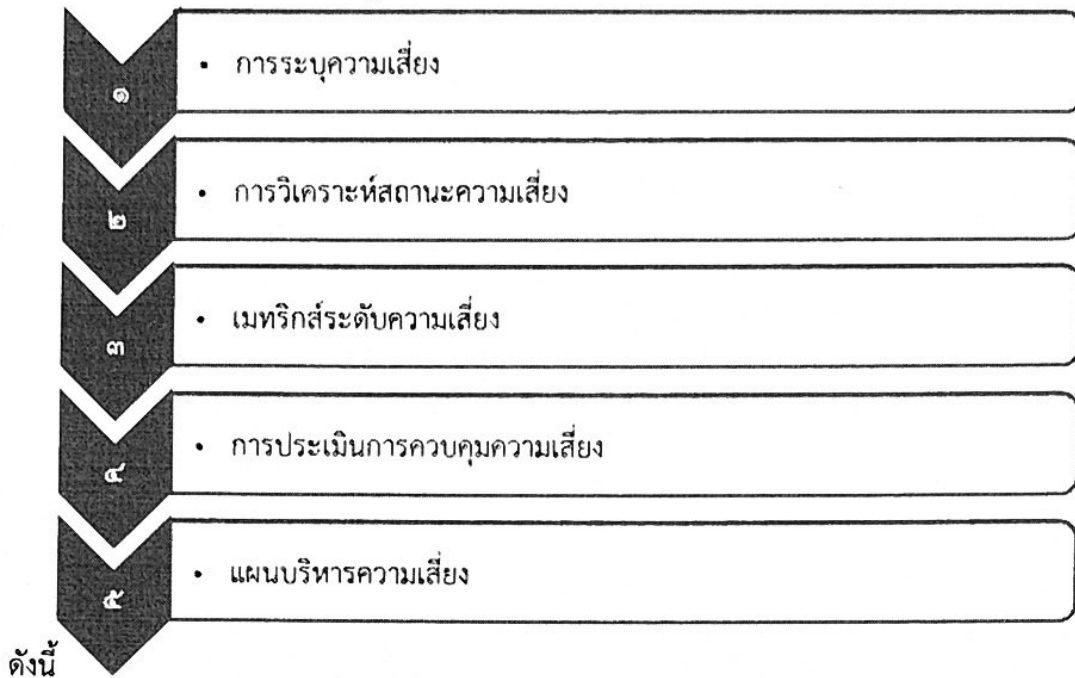 ๑
• การระบุความเสี่ยง
๒
• การวิเคราะห์สถานะความเสี่ยง
๓
• เมทริกส์ระดับความเสี่ยง
๔
• การประเมินการควบคุมความเสี่ยง
๕
• แผนบริหารความเสี่ยง
ดังนี้